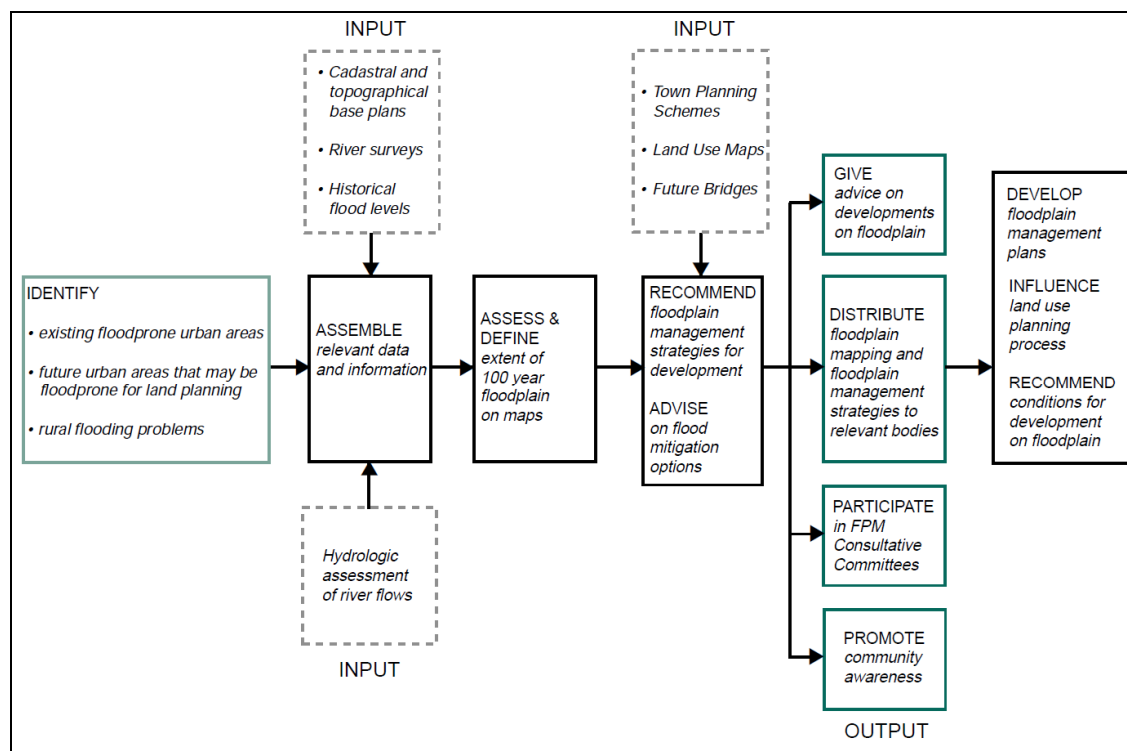 INPUT
• Cadastral and
topographical
base plans
• River surveys
• Historical
flood levels
INPUT
• Town Planning
Schemes
• Land Use Maps
• Future Bridges
IDENTIFY
• existing floodprone urban areas
• future urban areas that may be
floodprone for land planning
• rural flooding problems
ASSEMBLE
relevant data
and information
Hydrologic
assessment
of river flows
INPUT
ASSESS &
DEFINE
extent of
100 year
floodplain
on maps
RECOMMEND
floodplain
management
strategies for
development
ADVISE
on flood
mitigation
options
GIVE
advice on
developments
on floodplain
DISTRIBUTE
floodplain
mapping and
floodplain
management
strategies to
relevant bodies
PARTICIPATE
in FPM
Consultative
Committees
PROMOTE
community
awareness
OUTPUT
DEVELOP
floodplain
management
plans
INFLUENCE
land use
planning
process
RECOMMEND
conditions for
development
on floodplain